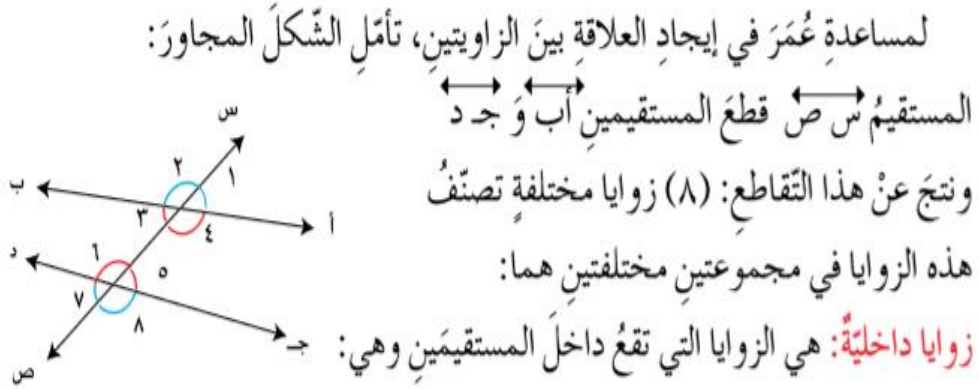 لمساعدةِ عُمَرَ في إيجادِ العلاقةِ بينَ الزاويتينِ، تأمّلِ الشّكلَ المجاورَ:
المستقيمُ س ص قطعَ المستقيمينِ أب وَ جـ د
ونتجَ عنْ هذا التّقاطعِ: (٨) زوايا مختلفةٍ تصنّفُ
هذه الزوايا في مجموعتينِ مختلفتينِ هما:
زوايا داخليّةٌ: هي الزوايا التي تقعُ داخلَ المستقيمَينِ وهي:
س
٢
١
ب
٣
٤
أ
د
٦
٥
٧
٨
جـ
ص